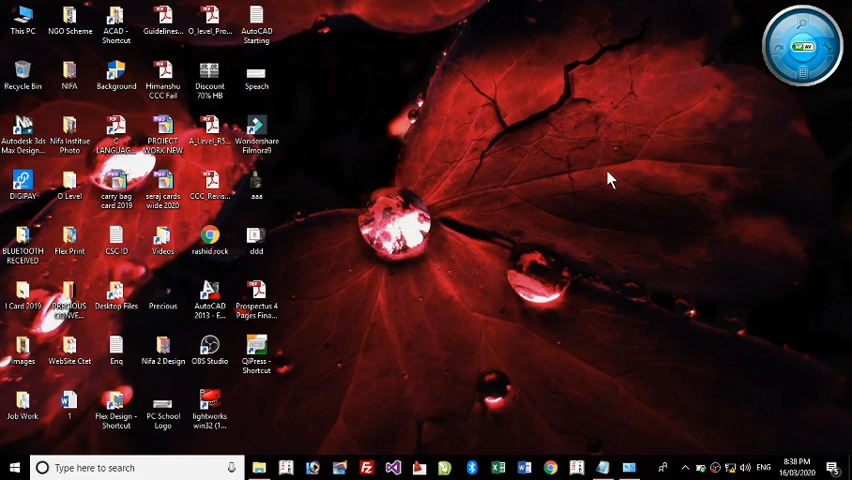 This PC
NGO Scheme
ACAD -
Shortcut
Guidelines...
O_level_Pro...
AutoCAD
Starting
Recycle Bin
NIFA
Background
Himanshu
CCC Fail
Discount
70% HB
Speach
Autodesk 3ds
Max Design...
Nifa Institue
Photo
C
LANGUAG...
PROJECT
WORK NEW
A_Level_R5...
Wondershare
Filmora9
DIGIPAY
O Level
carry bag
card 2019
seraj cards
wide 2020
CCC_Revis...
aaa
BLUETOOTH
RECEIVED
Flex Print
CSC ID
Videos
rashid rock
ddd
I Card 2019
PRECIOUS
CONVE...
Desktop Files
Precious
AutoCAD
2013 - E...
Prospectus 4
Pages Fina...
images
WebSite Ctet
Enq
Nifa 2 Design
OBS Studio
QiPress -
Shortcut
Job Work
1
Flex Design -
Shortcut
PC School
Logo
lightworks
win32 (1...
Type here to search
ENG
8:38 PM
16/03/2020